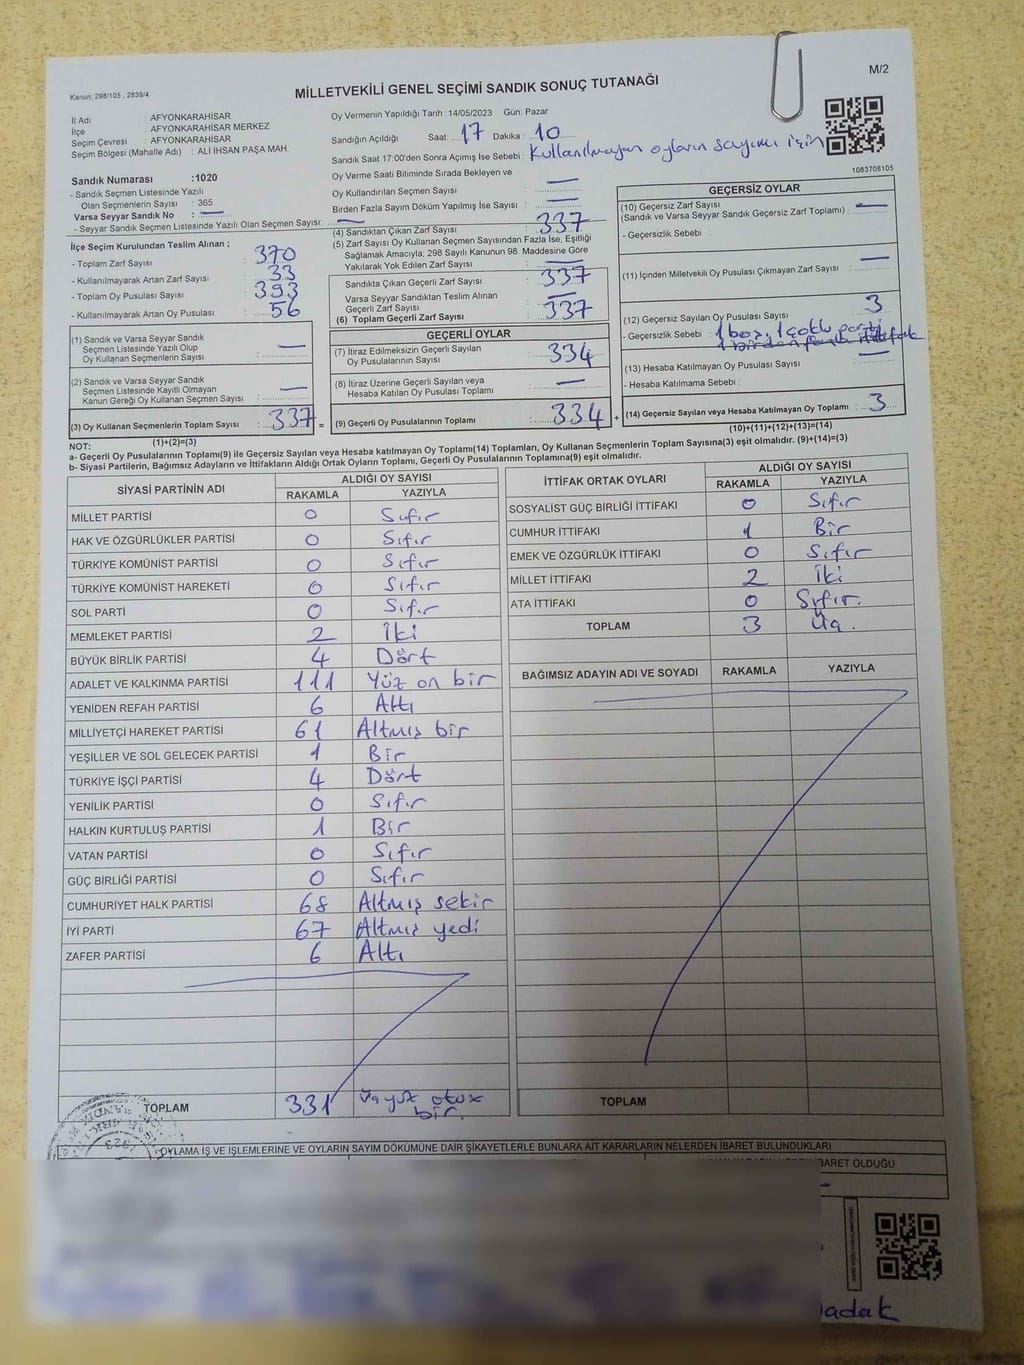 M/2
Kanun; 298/105 , 2839/4
MİLLETVEKİLİ GENEL SEÇİMİ SANDIK SONUÇ TUTANAĞI
İl Adı : AFYONKARAHİSAR
İlçe : AFYONKARAHİSAR MERKEZ
Seçim Çevresi : AFYONKARAHİSAR
Seçim Bölgesi (Mahalle Adı) : ALİ İHSAN PAŞA MAH.
Oy Vermenin Yapıldığı Tarih : 14/05/2023 Gün: Pazar
Sandığın Açıldığı Saat: 17 Dakika : 10
Sandık Saat 17:00'den Sonra Açımış İse Sebebi : Kullanılmayan oyların sayımı için
1083708105
Sandık Numarası :1020
- Sandık Seçmen Listesinde Yazılı
Olan Seçmenlerin Sayısı : 365
Varsa Seyyar Sandık No : —
- Seyyar Sandık Seçmen Listesinde Yazılı Olan Seçmen Sayısı: —
Oy Verme Saati Bitiminde Sırada Bekleyen ve
Oy Kullandırılan Seçmen Sayısı : —
Birden Fazla Sayım Döküm Yapılmış İse Sayısı : —
İlçe Seçim Kurulundan Teslim Alınan ;
- Toplam Zarf Sayısı : 370
- Kullanılmayarak Artan Zarf Sayısı : 33
- Toplam Oy Pusulası Sayısı : 393
- Kullanılmayarak Artan Oy Pusulası : 56
(1) Sandık ve Varsa Seyyar Sandık
Seçmen Listesinde Yazılı Olup
Oy Kullanan Seçmenlerin Sayısı : —
(2) Sandık ve Varsa Seyyar Sandık
Seçmen Listesinde Kayıtlı Olmayan
Kanun Gereği Oy Kullanan Seçmen Sayısı : —
(3) Oy Kullanan Seçmenlerin Toplam Sayısı : 337 =
(1)+(2)=(3)
(4) Sandıktan Çıkan Zarf Sayısı : 337
(5) Zarf Sayısı Oy Kullanan Seçmen Sayısından Fazla İse, Eşitliği
Sağlamak Amacıyla, 298 Sayılı Kanunun 98. Maddesine Göre
Yakılarak Yok Edilen Zarf Sayısı : —
Sandıkta Çıkan Geçerli Zarf Sayısı : 337
Varsa Seyyar Sandıktan Teslim Alınan
Geçerli Zarf Sayısı : —
(6) Toplam Geçerli Zarf Sayısı : 337
GEÇERLİ OYLAR
(7) İtiraz Edilmeksizin Geçerli Sayılan
Oy Pusulalarının Sayısı : 334
(8) İtiraz Üzerine Geçerli Sayılan veya
Hesaba Katılan Oy Pusulası Toplamı : —
(9) Geçerli Oy Pusulalarının Toplamı : 334 +
GEÇERSİZ OYLAR
(10) Geçersiz Zarf Sayısı
(Sandık ve Varsa Seyyar Sandık Geçersiz Zarf Toplamı) : —
- Geçersizlik Sebebi :
(11) İçinden Milletvekili Oy Pusulası Çıkmayan Zarf Sayısı : —
(12) Geçersiz Sayılan Oy Pusulası Sayısı : 3
- Geçersizlik Sebebi : 1 boş, 1 çoklu parti
1 birden fazla ittifak
(13) Hesaba Katılmayan Oy Pusulası Sayısı : —
- Hesaba Katılmama Sebebi :
(14) Geçersiz Sayılan veya Hesaba Katılmayan Oy Toplamı : 3
(10)+(11)+(12)+(13)=(14)
NOT:
a- Geçerli Oy Pusulalarının Toplamı(9) ile Geçersiz Sayılan veya Hesaba katılmayan Oy Toplamı(14) Toplamları, Oy Kullanan Seçmenlerin Toplam Sayısına(3) eşit olmalıdır. (9)+(14)=(3)
b- Siyasi Partilerin, Bağımsız Adayların ve İttifakların Aldığı Ortak Oyların Toplamı, Geçerli Oy Pusulalarının Toplamına(9) eşit olmalıdır.
SİYASİ PARTİNİN ADI ALDIĞI OY SAYISI
RAKAMLA YAZIYLA
MİLLET PARTİSİ 0 Sıfır
HAK VE ÖZGÜRLÜKLER PARTİSİ 0 Sıfır
TÜRKİYE KOMÜNİST PARTİSİ 0 Sıfır
TÜRKİYE KOMÜNİST HAREKETİ 0 Sıfır
SOL PARTİ 0 Sıfır
MEMLEKET PARTİSİ 2 İki
BÜYÜK BİRLİK PARTİSİ 4 Dört
ADALET VE KALKINMA PARTİSİ 111 Yüz on bir
YENİDEN REFAH PARTİSİ 6 Altı
MİLLİYETÇİ HAREKET PARTİSİ 61 Altmış bir
YEŞİLLER VE SOL GELECEK PARTİSİ 1 Bir
TÜRKİYE İŞÇİ PARTİSİ 4 Dört
YENİLİK PARTİSİ 0 Sıfır
HALKIN KURTULUŞ PARTİSİ 1 Bir
VATAN PARTİSİ 0 Sıfır
GÜÇ BİRLİĞİ PARTİSİ 0 Sıfır
CUMHURİYET HALK PARTİSİ 68 Altmış sekiz
İYİ PARTİ 67 Altmış yedi
ZAFER PARTİSİ 6 Altı
TOPLAM 331 Üçyüz otuz
bir.
İTTİFAK ORTAK OYLARI ALDIĞI OY SAYISI
RAKAMLA YAZIYLA
SOSYALİST GÜÇ BİRLİĞİ İTTİFAKI 0 Sıfır
CUMHUR İTTİFAKI 1 Bir
EMEK VE ÖZGÜRLÜK İTTİFAKI 0 Sıfır
MİLLET İTTİFAKI 2 İki
ATA İTTİFAKI 0 Sıfır.
TOPLAM 3 Üç.
BAĞIMSIZ ADAYIN ADI VE SOYADI RAKAMLA YAZIYLA
TOPLAM
OYLAMA İŞ VE İŞLEMLERİNE VE OYLARIN SAYIM DÖKÜMÜNE DAİR ŞİKAYETLERLE BUNLARA AİT KARARLARIN NELERDEN İBARET BULUNDUKLARI
İBARET OLDUĞU